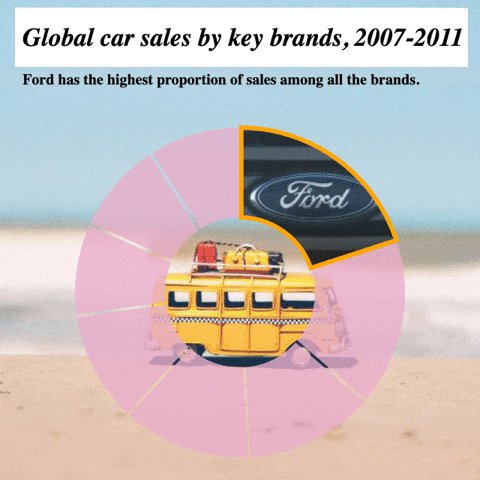 Global car sales by key brands, 2007-2011
Ford has the highest proportion of sales among all the brands.
Ford